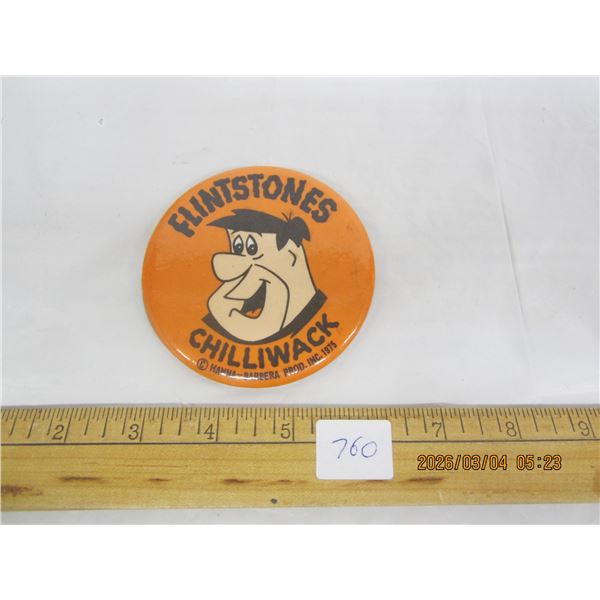 FLINTSTONES
CHILLIWACK
© HANNA-BARBERA PROD. INC. 1975
2 3 4 5 7 8 9
760
2026/03/04 05:23